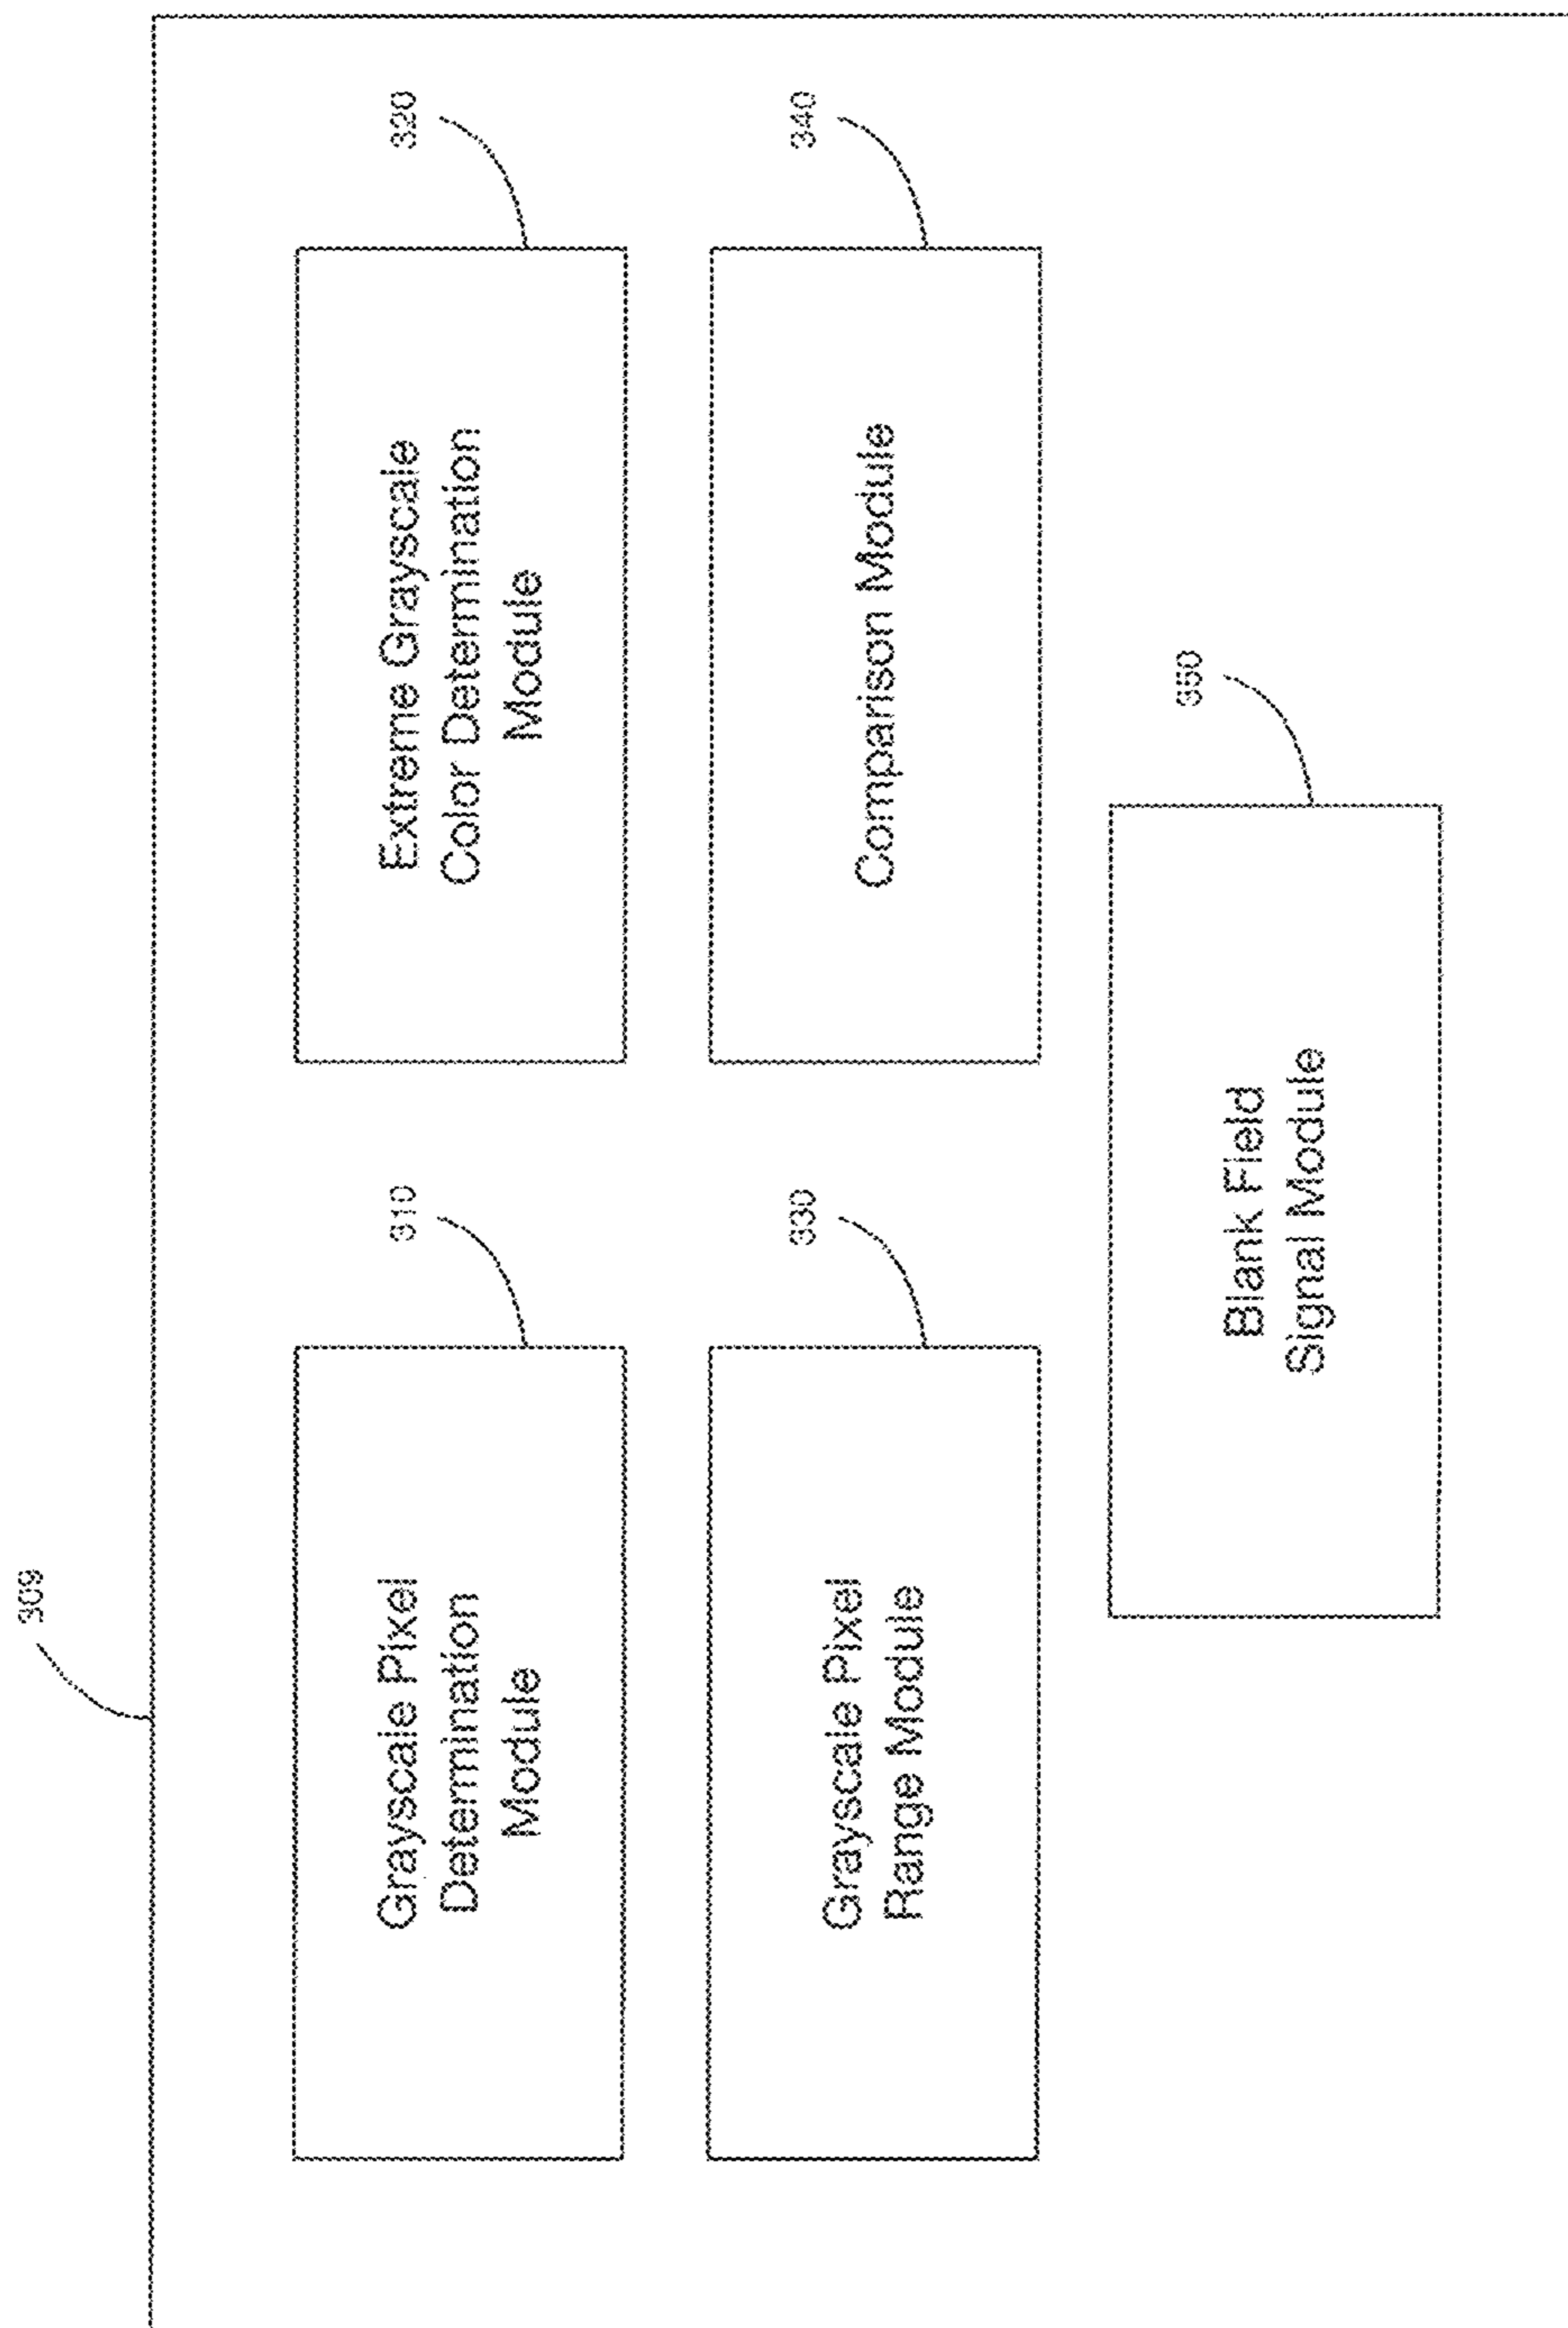 309
310
Grayscale Pixel
Determination
Module
320
Extreme Grayscale
Color Determination
Module
330
Grayscale Pixel
Range Module
340
Comparison Module
350
Blank Field
Signal Module